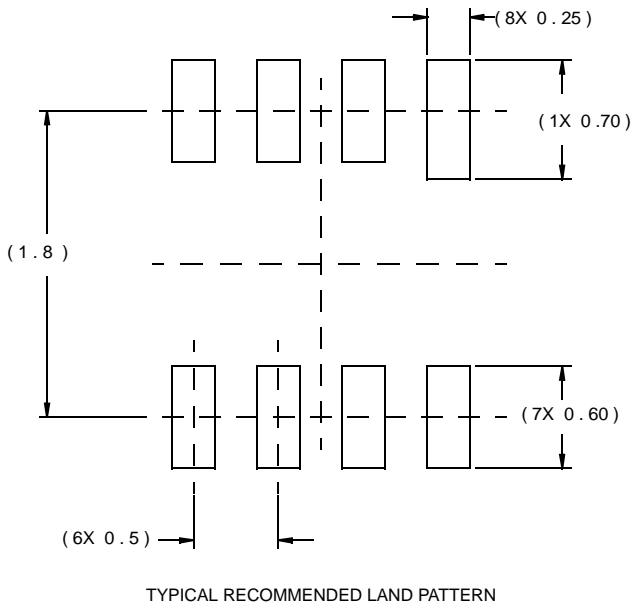 (8X 0.25)
(1X 0.70)
(1.8)
(7X 0.60)
(6X 0.5)
TYPICAL RECOMMENDED LAND PATTERN